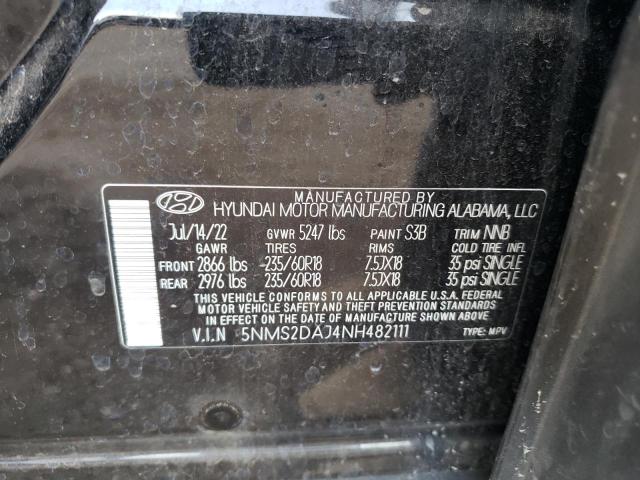 MANUFACTURED BY
HYUNDAI MOTOR MANUFACTURING ALABAMA, LLC
Jul/14/22 GVWR 5247 lbs PAINT S3B TRIM NNB
GAWR TIRES RIMS COLD TIRE INFL
FRONT 2866 lbs 235/60R18 7.5JX18 35 psi SINGLE
REAR 2976 lbs 235/60R18 7.5JX18 35 psi SINGLE
THIS VEHICLE CONFORMS TO ALL APPLICABLE U.S.A. FEDERAL
MOTOR VEHICLE SAFETY AND THEFT PREVENTION STANDARDS
IN EFFECT ON THE DATE OF MANUFACTURE SHOWN ABOVE.
V.I.N 5NMS2DAJ4NH482111 TYPE: MPV